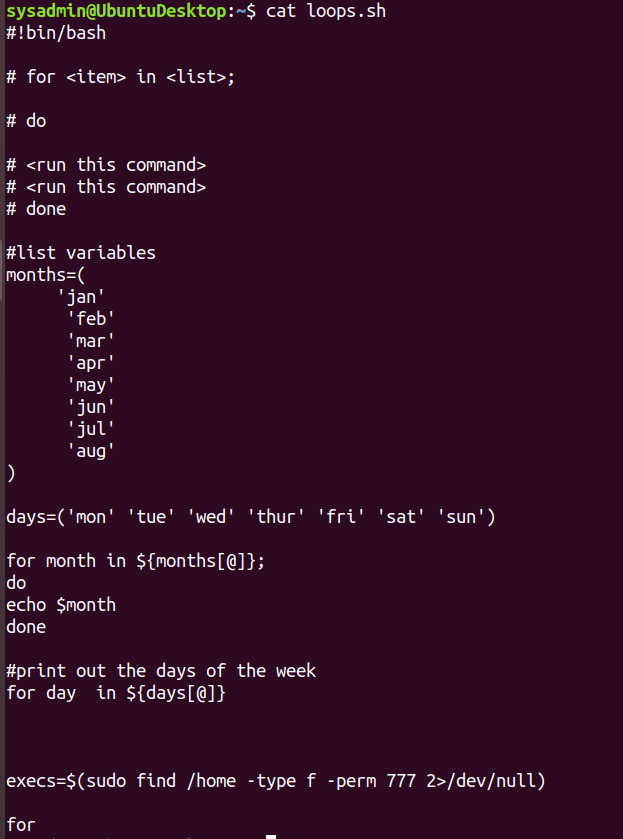 sysadmin@UbuntuDesktop:~$ cat loops.sh
#!bin/bash
# for <item> in <list>;
# do
# <run this command>
# <run this command>
# done
#list variables
months=(
'jan'
'feb'
'mar'
'apr'
'may'
'jun'
'jul'
'aug'
)
days=('mon' 'tue' 'wed' 'thur' 'fri' 'sat' 'sun')
for month in ${months[@]};
do
echo $month
done
#print out the days of the week
for day  in ${days[@]}
execs=$(sudo find /home -type f -perm 777 2>/dev/null)
for